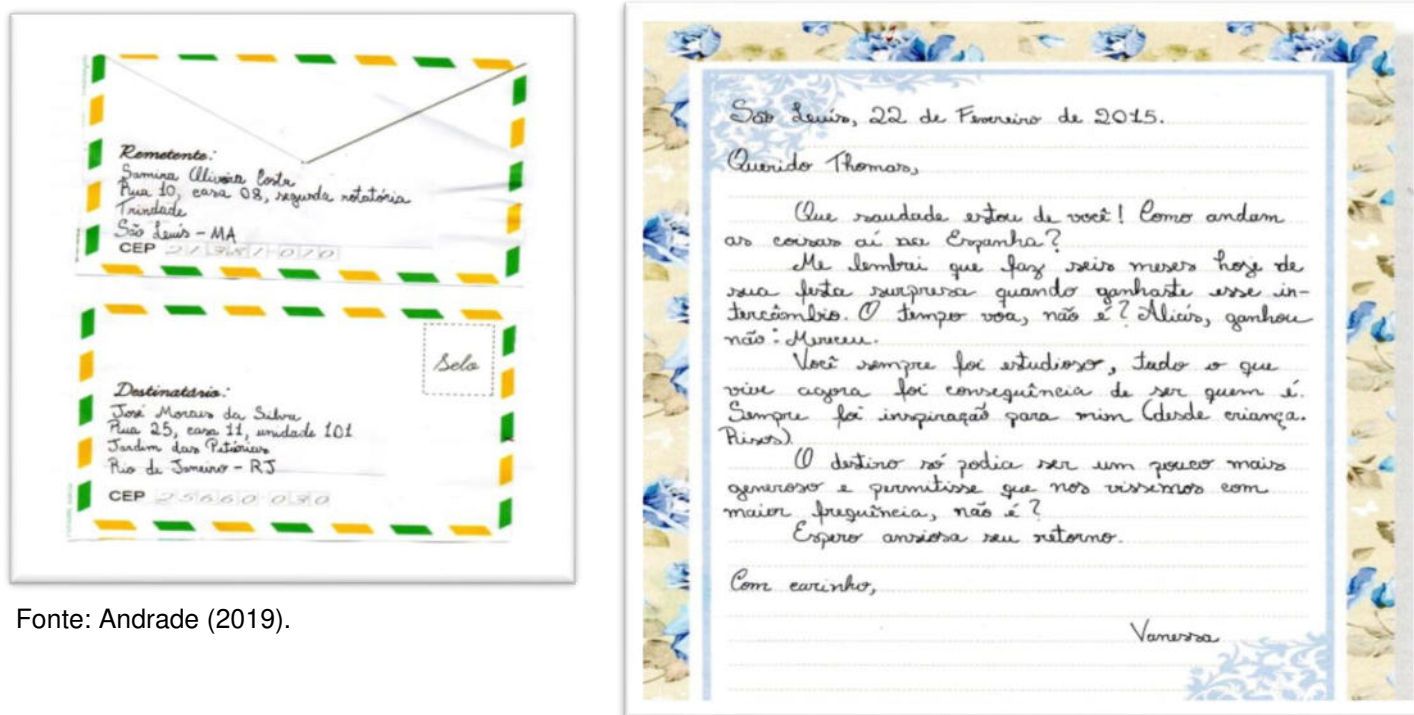 Remetente:
Samira Oliveira Costa
Rua 10, casa 08, segunda rotatória
Trindade
São Luís - MA
CEP 21381-010
Selo
Destinatário:
José Moraes da Silva
Rua 25, casa 11, unidade 101
Jardim das Petúnias
Rio de Janeiro - RJ
CEP 25660-030
Fonte: Andrade (2019).
São Luís, 22 de Fevereiro de 2015.
Querido Thomas,
Que saudade estou de você! Como andam
as coisas aí na Espanha?
Me lembrei que faz seis meses hoje de
sua festa surpresa quando ganhaste esse in-
tercâmbio. O tempo voa, não é? Aliás, ganhou
não: Mereceu.
Você sempre foi estudioso, tudo o que
vive agora foi consequência de ser quem é.
Sempre foi inspiração para mim (desde criança.
Risos)
O destino só podia ser um pouco mais
generoso e permitisse que nos víssemos com
maior frequência, não é?
Espero ansiosa seu retorno.
Com carinho,
Vanessa